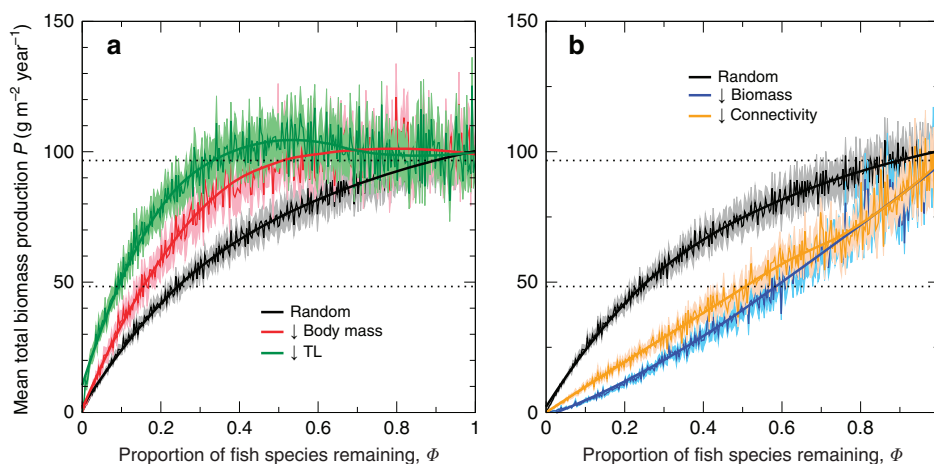 a
150
100
50
0
Mean total biomass production P (g m⁻² year⁻¹)
Random
↓ Body mass
↓ TL
0 0.2 0.4 0.6 0.8 1
Proportion of fish species remaining, Φ
b
150
100
50
0
Random
↓ Biomass
↓ Connectivity
0 0.2 0.4 0.6 0.8
Proportion of fish species remaining, Φ